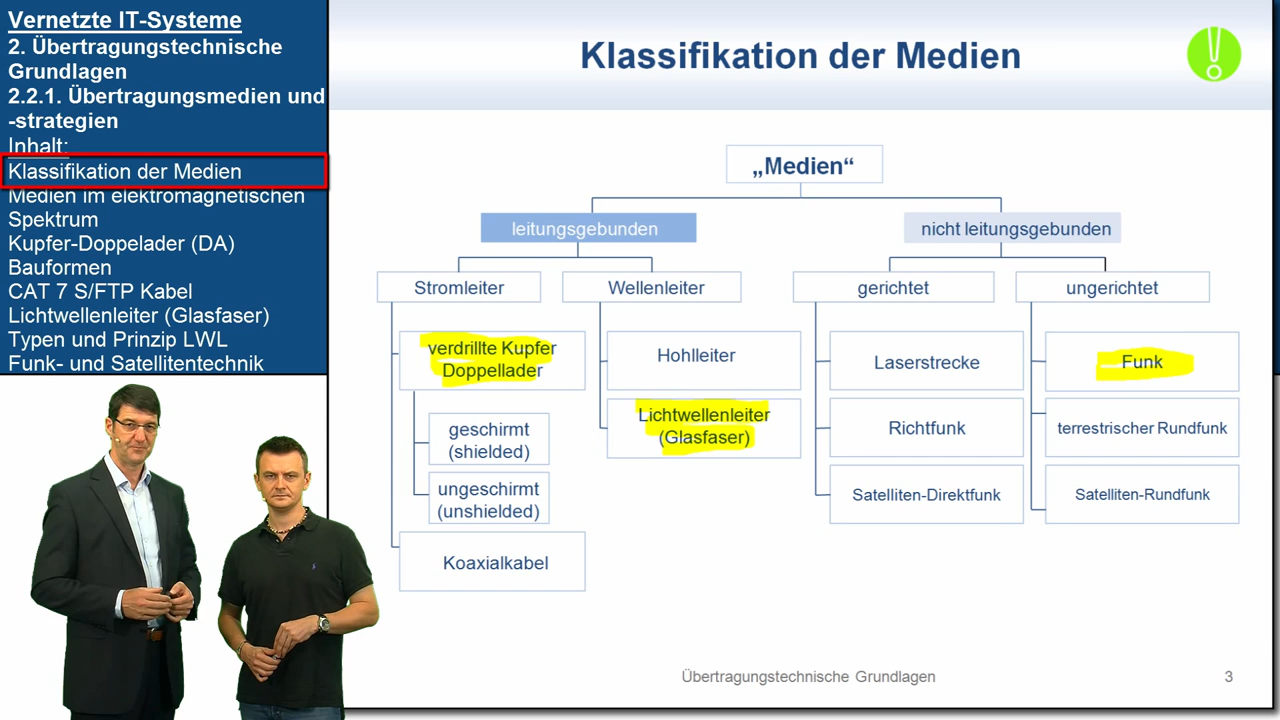 Vernetzte IT-Systeme
2. Übertragungstechnische
Grundlagen
2.2.1. Übertragungsmedien und
-strategien
Inhalt:
Klassifikation der Medien
Medien im elektromagnetischen
Spektrum
Kupfer-Doppelader (DA)
Bauformen
CAT 7 S/FTP Kabel
Lichtwellenleiter (Glasfaser)
Typen und Prinzip LWL
Funk- und Satellitentechnik
Klassifikation der Medien
„Medien“
leitungsgebunden
nicht leitungsgebunden
Stromleiter
Wellenleiter
gerichtet
ungerichtet
verdrillte Kupfer
Doppellader
geschirmt
(shielded)
ungeschirmt
(unshielded)
Koaxialkabel
Hohlleiter
Lichtwellenleiter
(Glasfaser)
Laserstrecke
Richtfunk
Satelliten-Direktfunk
Funk
terrestrischer Rundfunk
Satelliten-Rundfunk
Übertragungstechnische Grundlagen
3